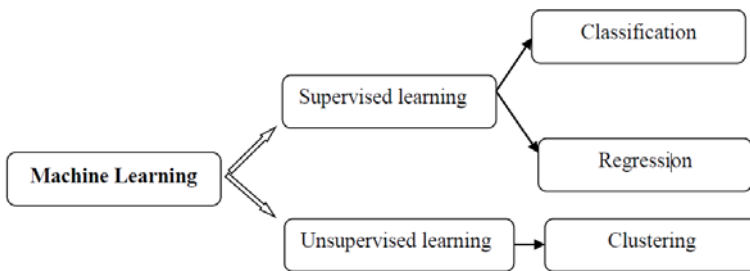 Classification
Supervised learning
Regression
Machine Learning
Unsupervised learning
Clustering